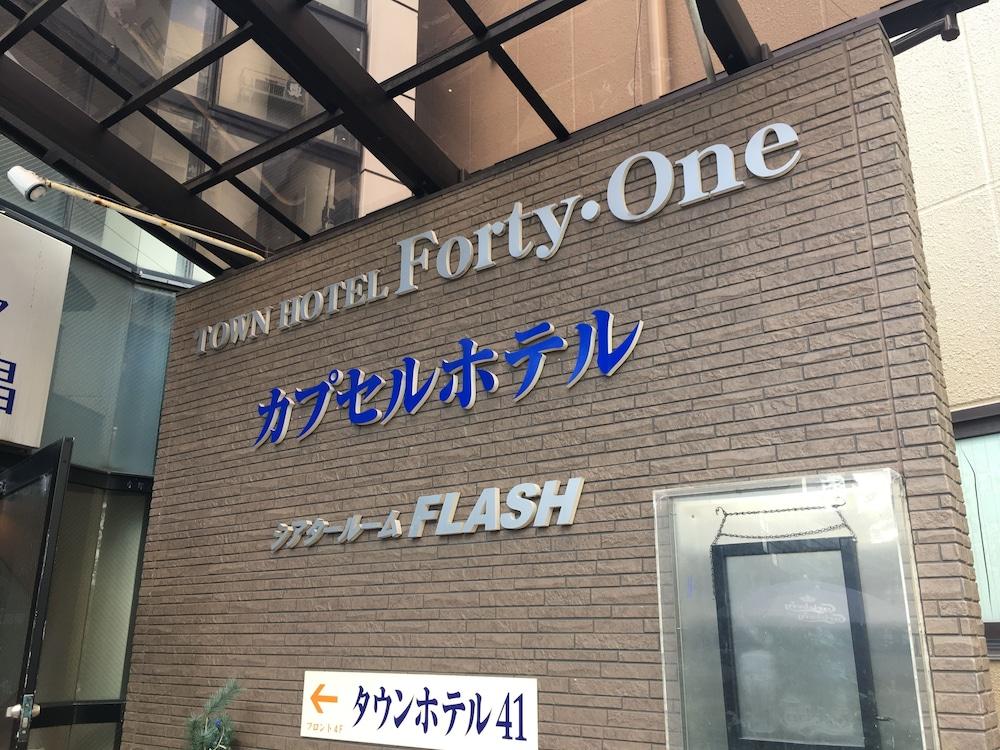 TOWN HOTEL Forty・One
カプセルホテル
シアタールーム FLASH
← タウンホテル41
フロント4F